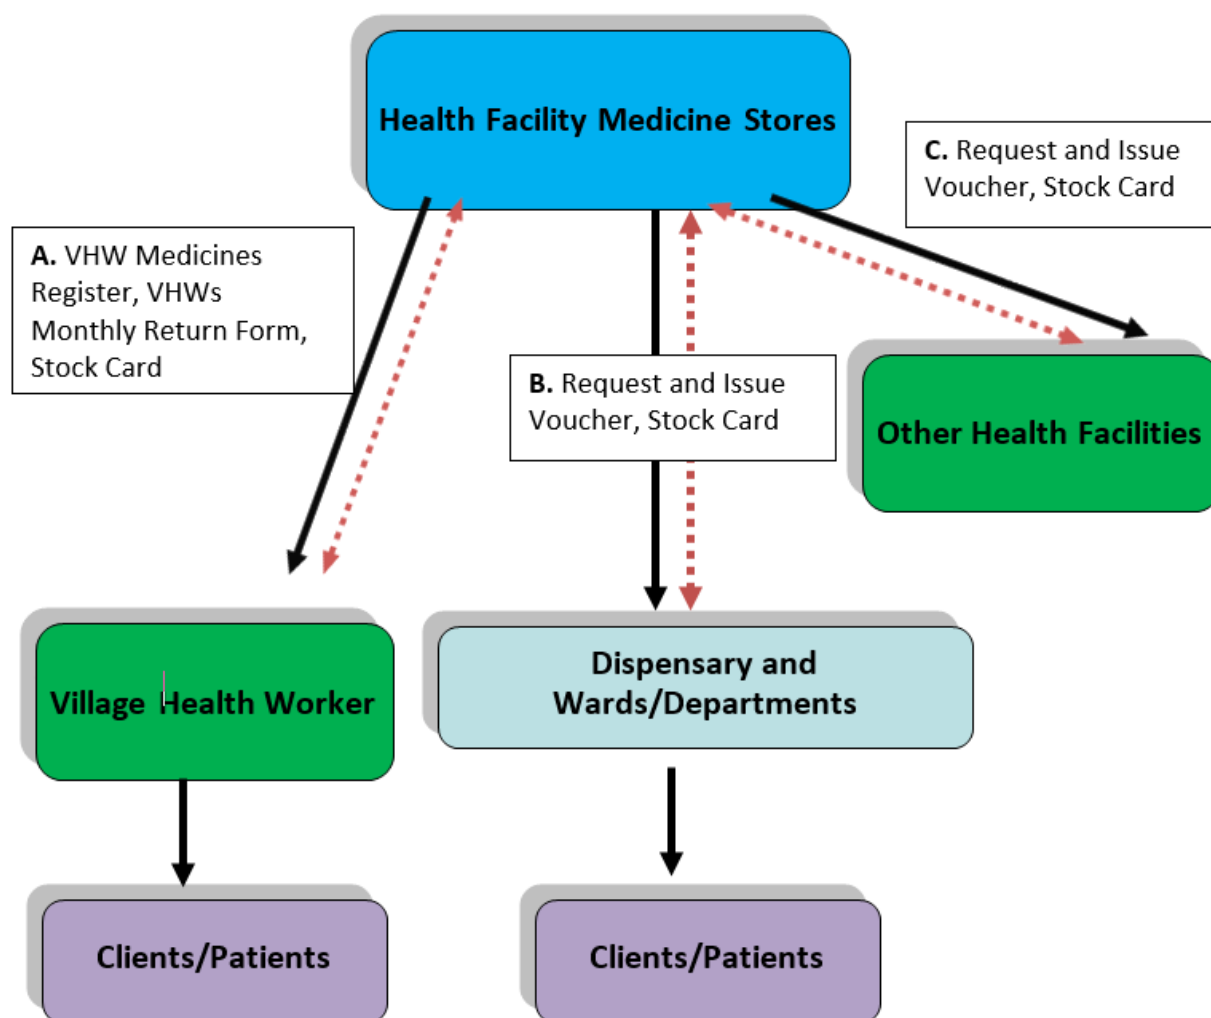 Health Facility Medicine Stores
C. Request and Issue
Voucher, Stock Card
A. VHW Medicines
Register, VHWs
Monthly Return Form,
Stock Card
B. Request and Issue
Voucher, Stock Card
Other Health Facilities
Village Health Worker
Dispensary and
Wards/Departments
Clients/Patients
Clients/Patients